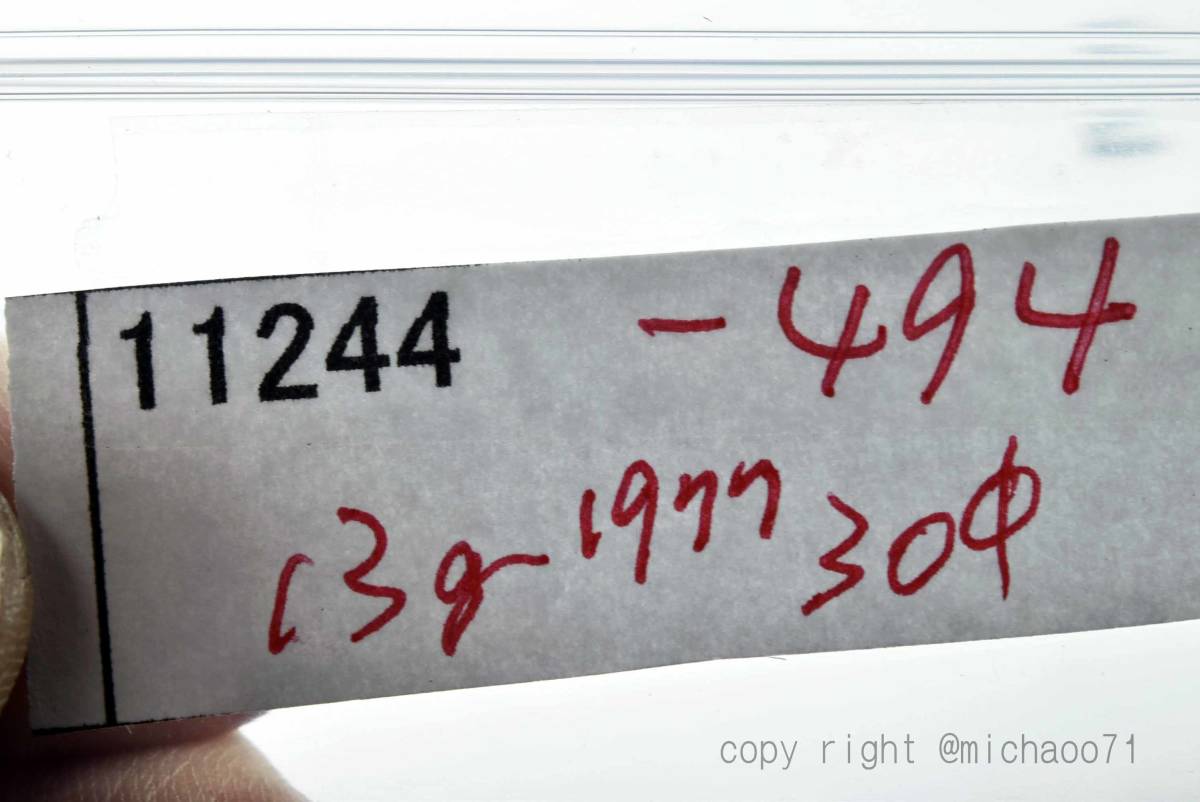 11244 -494
13g 1977 30φ
copy right @michaoo71